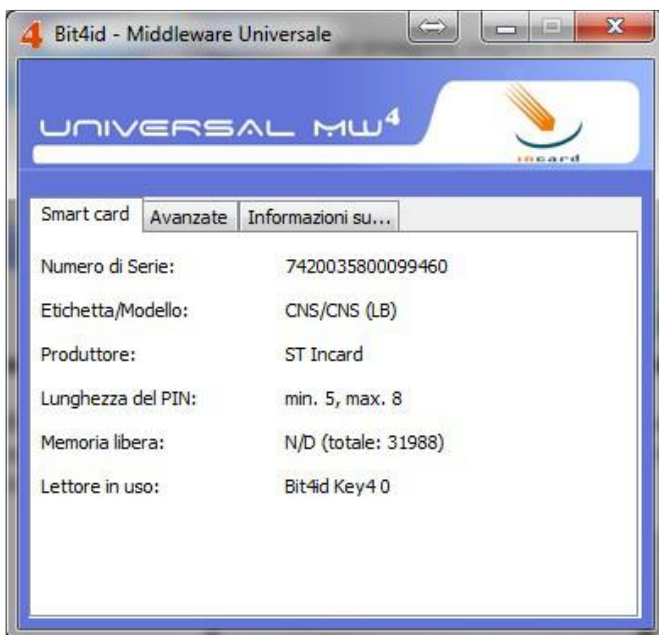 4 Bit4id - Middleware Universale
UNIVERSAL MW4
incard
Smart card Avanzate Informazioni su...
Numero di Serie: 7420035800099460
Etichetta/Modello: CNS/CNS (LB)
Produttore: ST Incard
Lunghezza del PIN: min. 5, max. 8
Memoria libera: N/D (totale: 31988)
Lettore in uso: Bit4id Key4 0